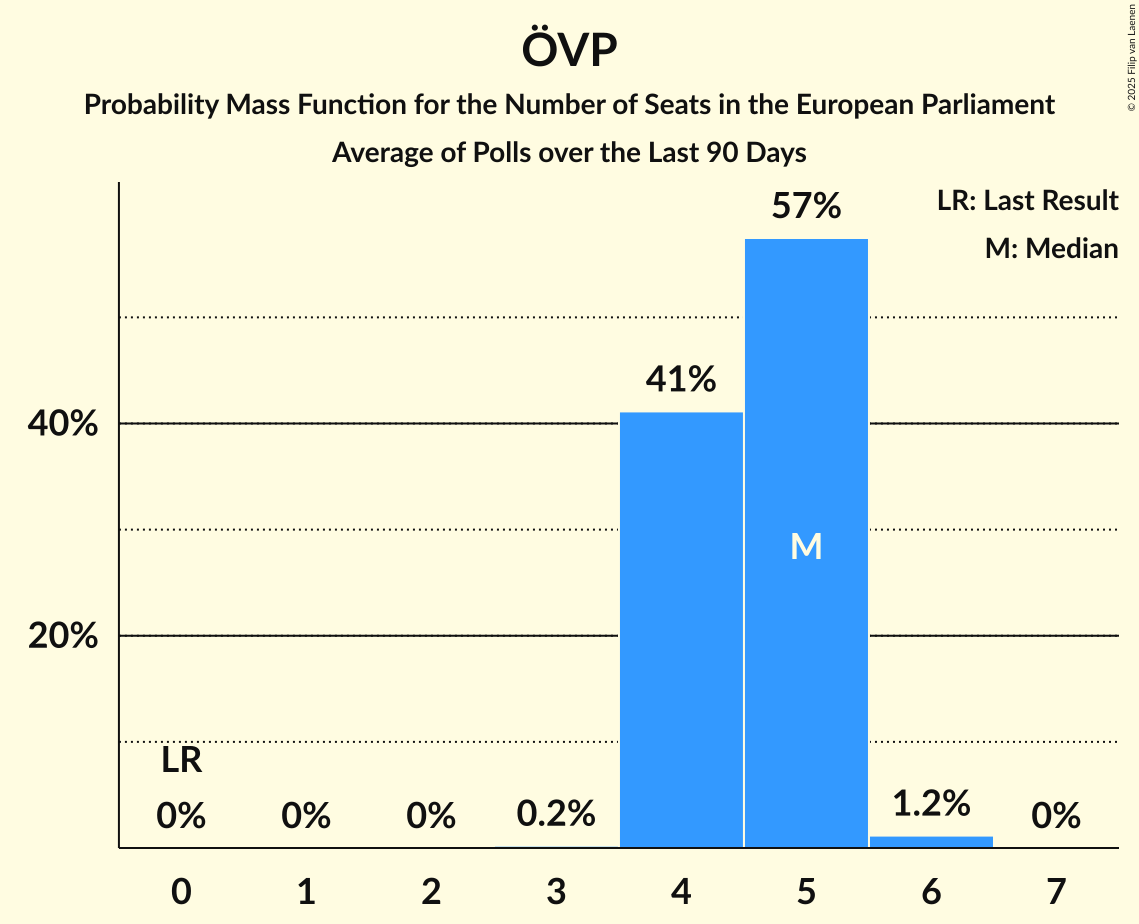 ÖVP
Probability Mass Function for the Number of Seats in the European Parliament
Average of Polls over the Last 90 Days
© 2025 Filip van Laenen
LR: Last Result
M: Median
57%
41%
40%
M
20%
LR
0% 0% 0% 0.2% 1.2% 0%
0 1 2 3 4 5 6 7